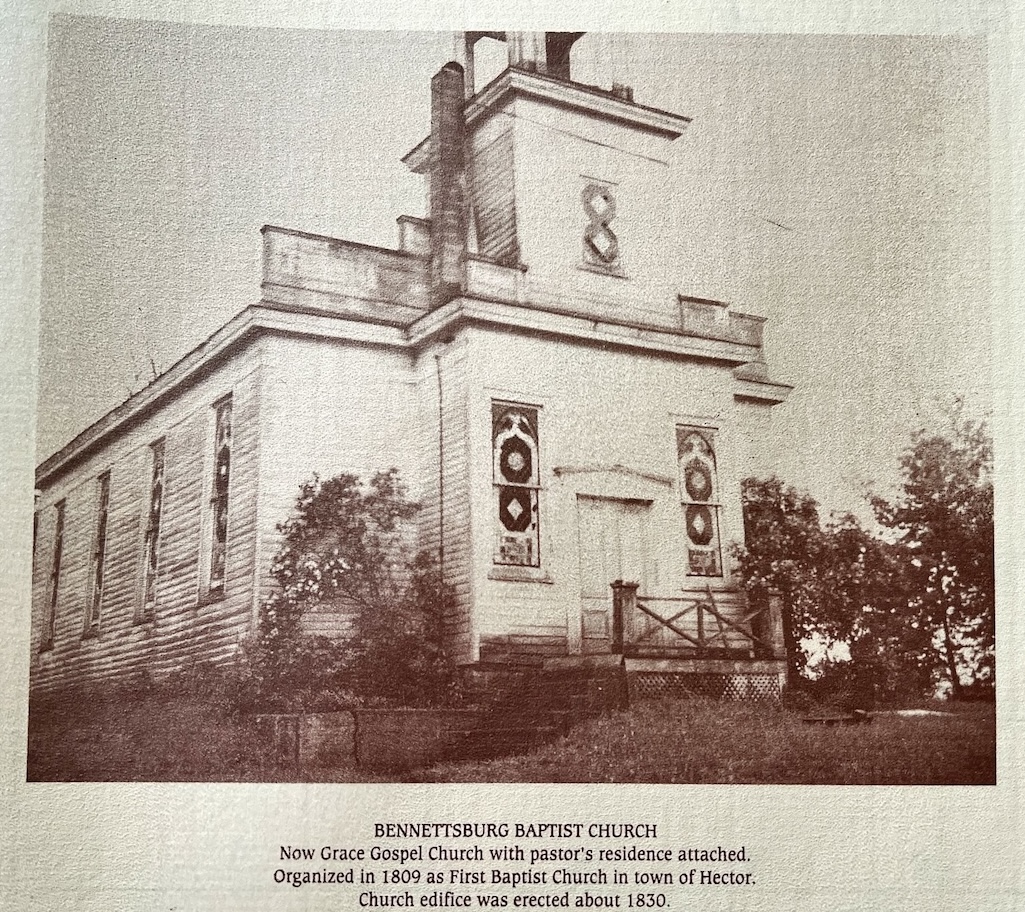 BENNETTSBURG BAPTIST CHURCH
Now Grace Gospel Church with pastor's residence attached.
Organized in 1809 as First Baptist Church in town of Hector.
Church edifice was erected about 1830.